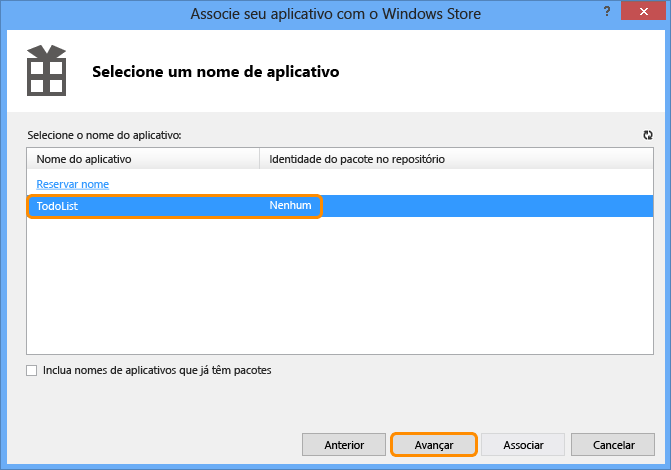 Associe seu aplicativo com o Windows Store
? x
Selecione um nome de aplicativo
Selecione o nome do aplicativo:
Nome do aplicativo Identidade do pacote no repositório
Reservar nome
TodoList Nenhum
Inclua nomes de aplicativos que já têm pacotes
Anterior Avançar Associar Cancelar